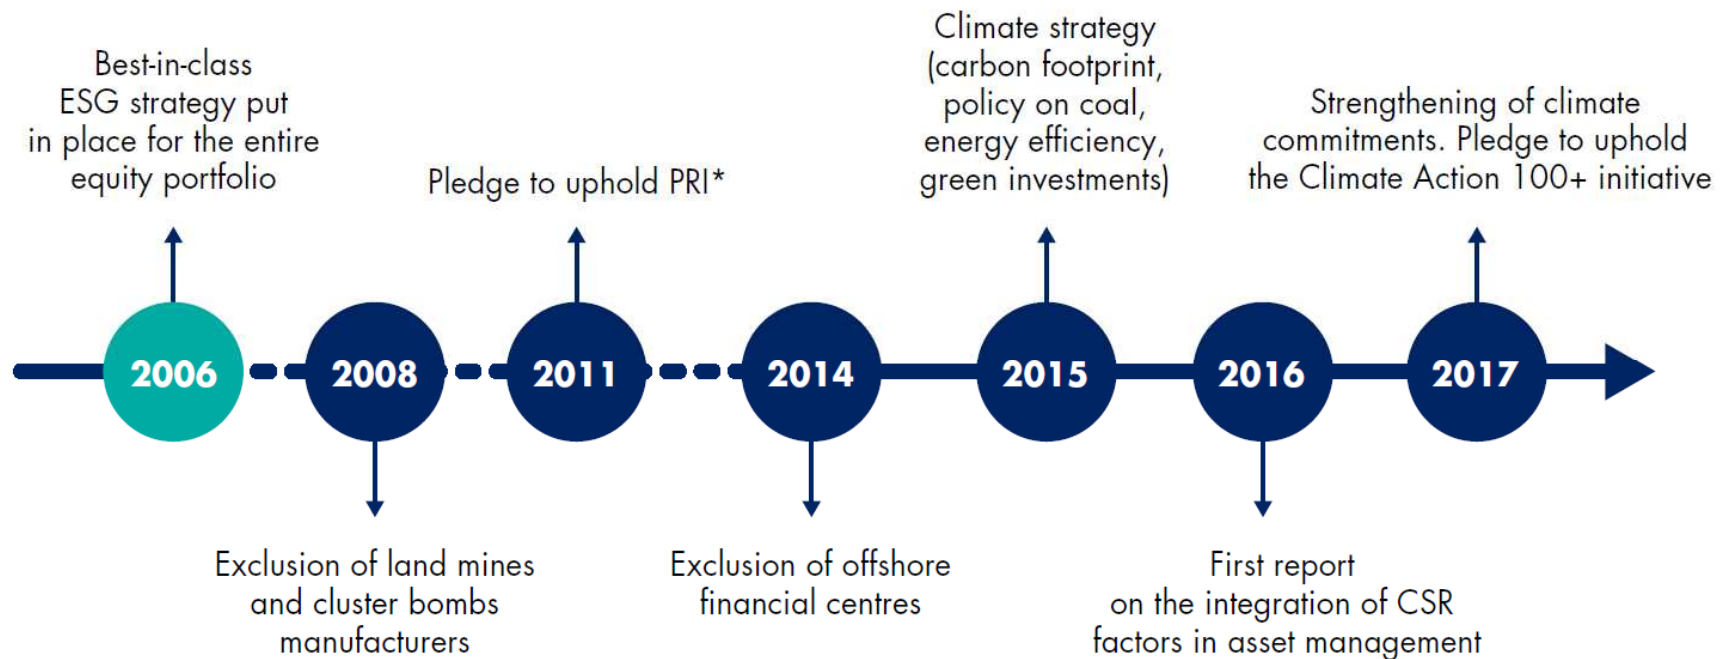 Best-in-class
ESG strategy put
in place for the entire
equity portfolio
Pledge to uphold PRI*
Climate strategy
(carbon footprint,
policy on coal,
energy efficiency,
green investments)
Strengthening of climate
commitments. Pledge to uphold
the Climate Action 100+ initiative
2006
2008
2011
2014
2015
2016
2017
Exclusion of land mines
and cluster bombs
manufacturers
Exclusion of offshore
financial centres
First report
on the integration of CSR
factors in asset management